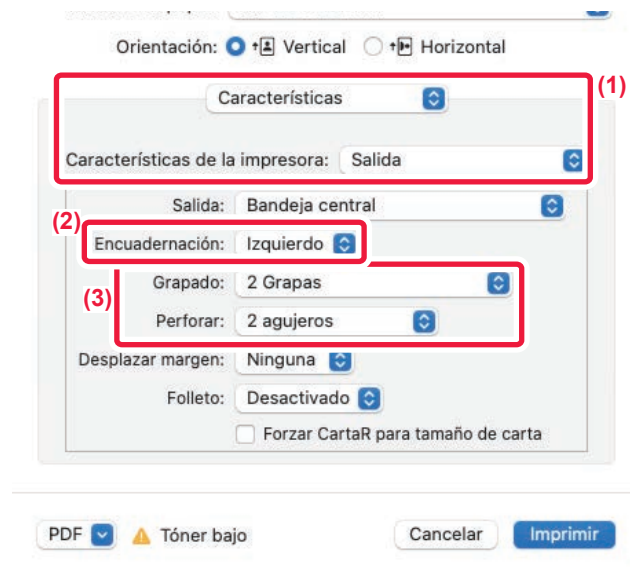 Orientación: Vertical Horizontal
(1)
Características
Características de la impresora: Salida
Salida: Bandeja central
(2)
Encuadernación: Izquierdo
(3)
Grapado: 2 Grapas
Perforar: 2 agujeros
Desplazar margen: Ninguna
Folleto: Desactivado
Forzar CartaR para tamaño de carta
PDF Tóner bajo Cancelar Imprimir